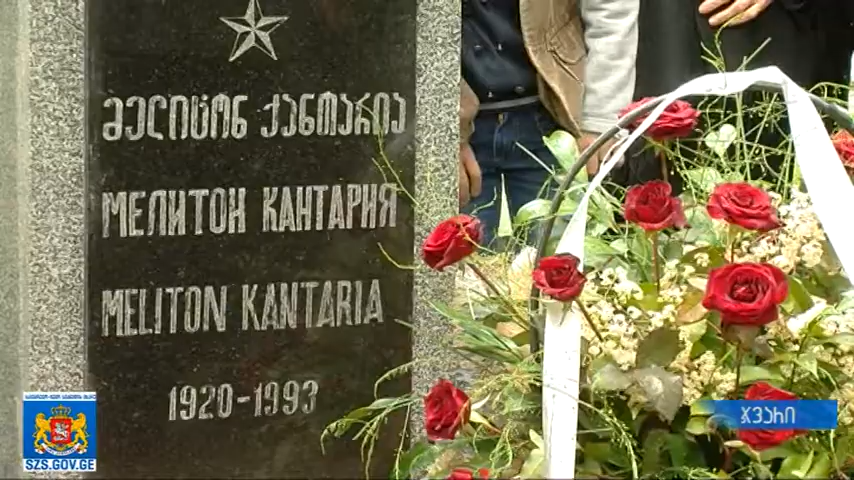 მელიტონ ქანთარია
МЕЛИТОН КАНТАРИЯ
MELITON KANTARIA
1920-1993
SZS.GOV.GE
ჯვარი